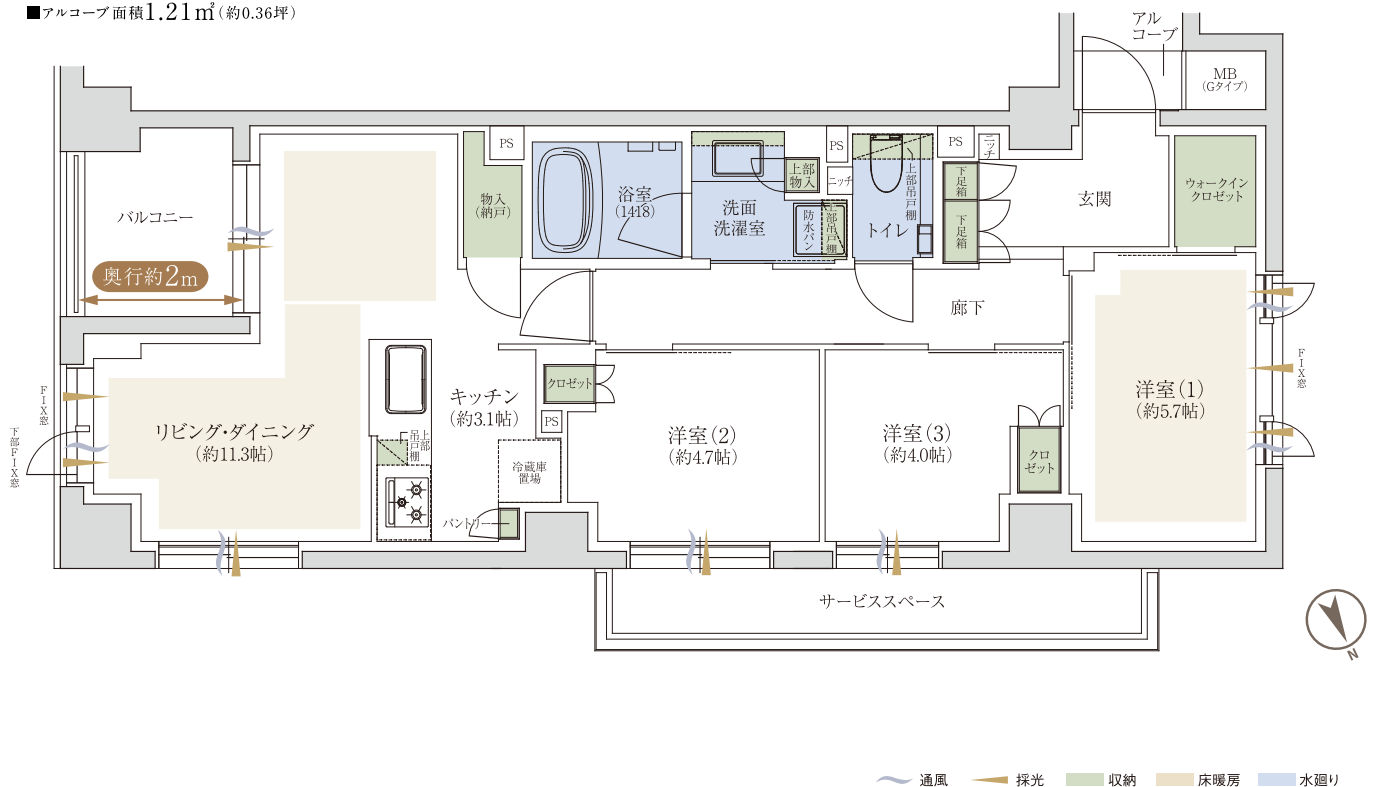 ■アルコーブ面積1.21㎡(約0.36坪)
アル
コーブ
MB
(Gタイプ)
PS
PS
PS
ニッチ
バルコニー
奥行約2m
物入
(納戸)
浴室
(1418)
洗面
洗濯室
上部
物入
ニッチ
防水パン
上部吊戸棚
上部吊戸棚
トイレ
下足箱
下足箱
玄関
ウォークイン
クロゼット
廊下
FIX窓
下部FIX窓
リビング・ダイニング
(約11.3帖)
キッチン
(約3.1帖)
上部
吊戸棚
冷蔵庫
置場
パントリー
クロゼット
PS
洋室(2)
(約4.7帖)
洋室(3)
(約4.0帖)
クロ
ゼット
洋室(1)
(約5.7帖)
FIX窓
サービススペース
N
通風
採光
収納
床暖房
水廻り